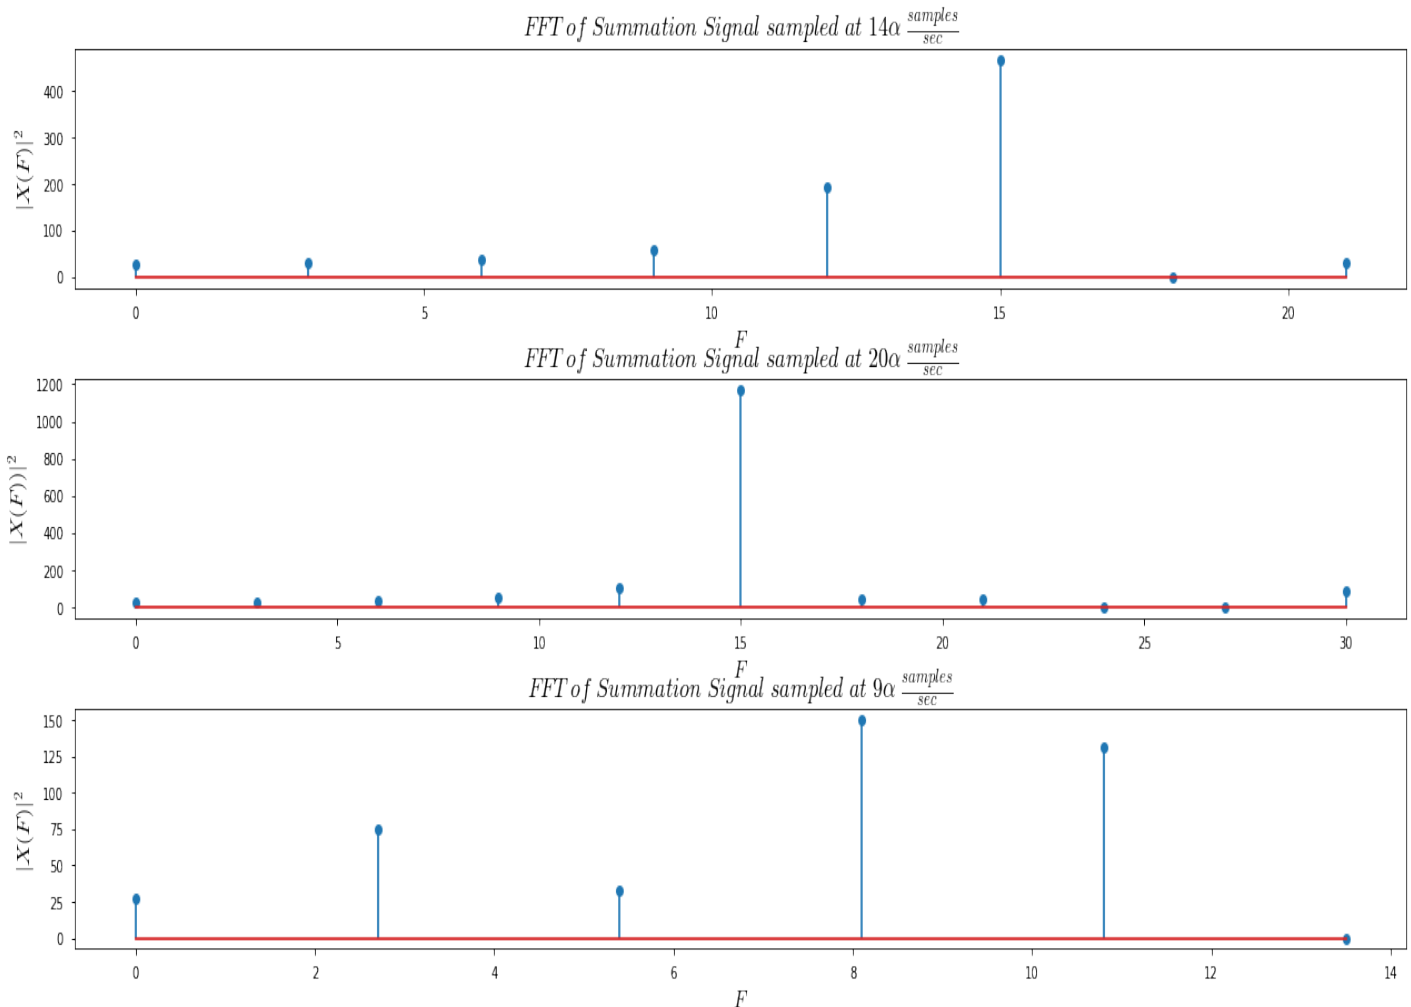 FFT of Summation Signal sampled at 14α samples/sec
|X(F)|²
400
300
200
100
0
0 5 10 15 20
F
FFT of Summation Signal sampled at 20α samples/sec
|X(F))|²
1200
1000
800
600
400
200
0
0 5 10 15 20 25 30
F
FFT of Summation Signal sampled at 9α samples/sec
|X(F)|²
150
125
100
75
50
25
0
0 2 4 6 8 10 12 14
F